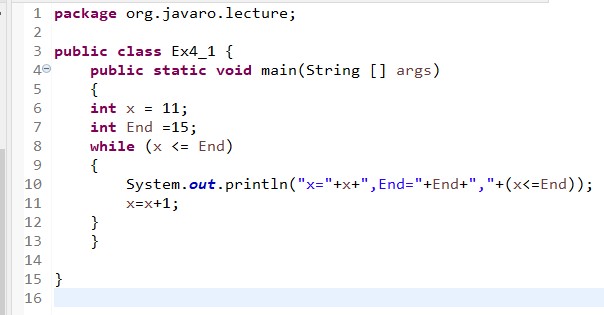 1 package org.javaro.lecture;
2
3 public class Ex4_1 {
4 public static void main(String [] args)
5 {
6 int x = 11;
7 int End =15;
8 while (x <= End)
9 {
10 System.out.println("x="+x+",End="+End+","+(x<=End));
11 x=x+1;
12 }
13 }
14
15 }
16